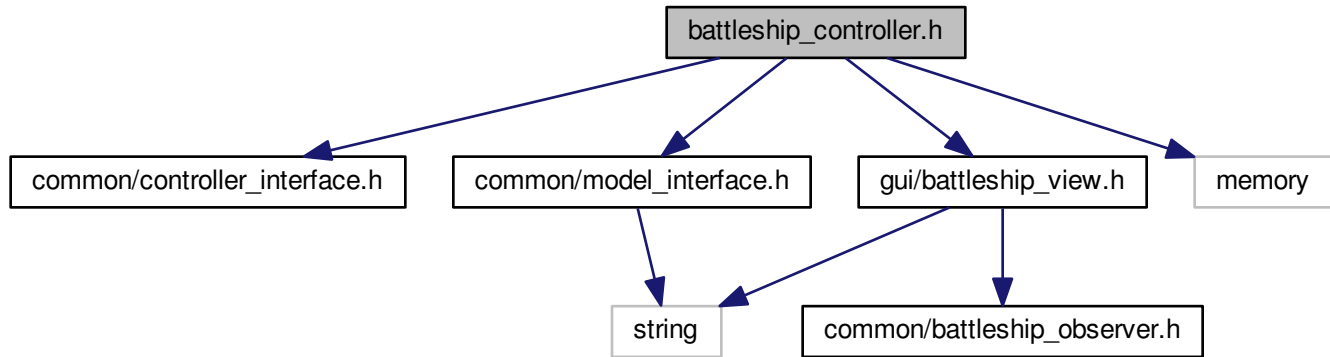 battleship_controller.h
common/controller_interface.h
common/model_interface.h
gui/battleship_view.h
memory
string
common/battleship_observer.h